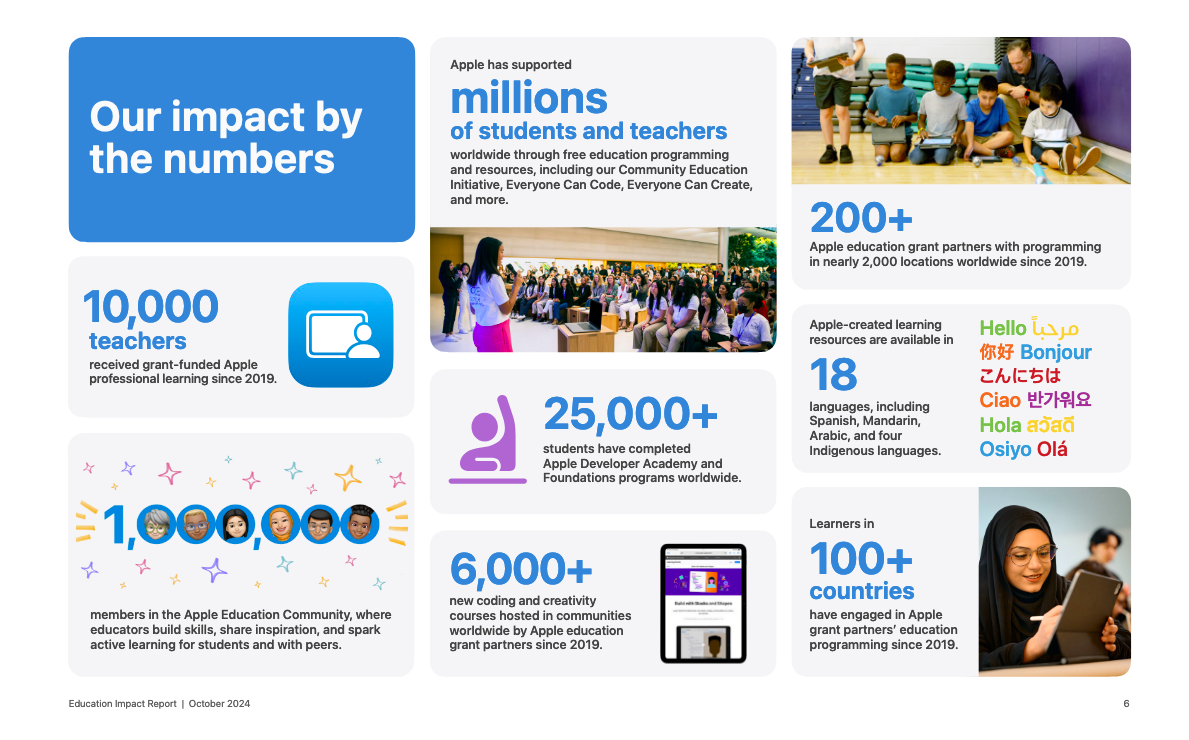 Our impact by
the numbers
10,000
teachers
received grant-funded Apple
professional learning since 2019.
1,000,000
members in the Apple Education Community, where
educators build skills, share inspiration, and spark
active learning for students and with peers.
Apple has supported
millions
of students and teachers
worldwide through free education programming
and resources, including our Community Education
Initiative, Everyone Can Code, Everyone Can Create,
and more.
25,000+
students have completed
Apple Developer Academy and
Foundations programs worldwide.
6,000+
new coding and creativity
courses hosted in communities
worldwide by Apple education
grant partners since 2019.
Build with Stacks and Shapes
200+
Apple education grant partners with programming
in nearly 2,000 locations worldwide since 2019.
Apple-created learning
resources are available in
18
languages, including
Spanish, Mandarin,
Arabic, and four
Indigenous languages.
Hello مرحباً
你好 Bonjour
こんにちは
Ciao 반가워요
Hola สวัสดี
Osiyo Olá
Learners in
100+
countries
have engaged in Apple
grant partners’ education
programming since 2019.
Education Impact Report | October 2024
6